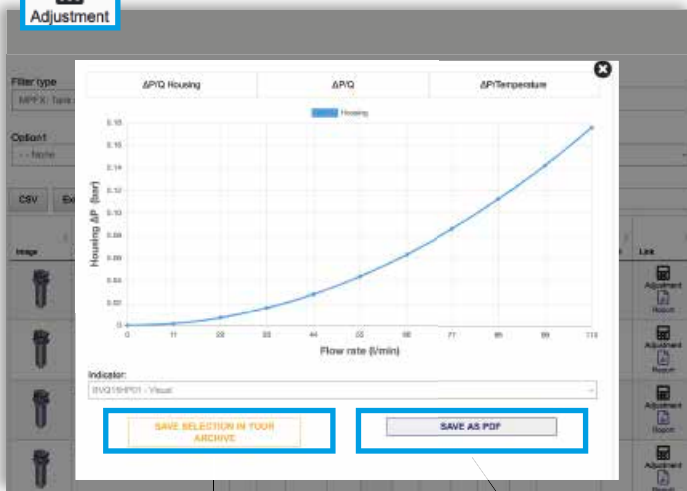 Adjustment
Filter type
ΔP/Q Housing
ΔP/Q
ΔP/Temperature
Option1
- - None
CSV
Image
Link
Housing
Housing ΔP (bar)
0.18
0.16
0.14
0.12
0.10
0.08
0.06
0.04
0.02
0
0 11 22 33 44 55 66 77 88 99 110
Flow rate (l/min)
Indicator:
SAVE SELECTION IN YOUR
ARCHIVE
SAVE AS PDF
Adjustment
Report
Adjustment
Report
Adjustment
Report
Adjustment
Report